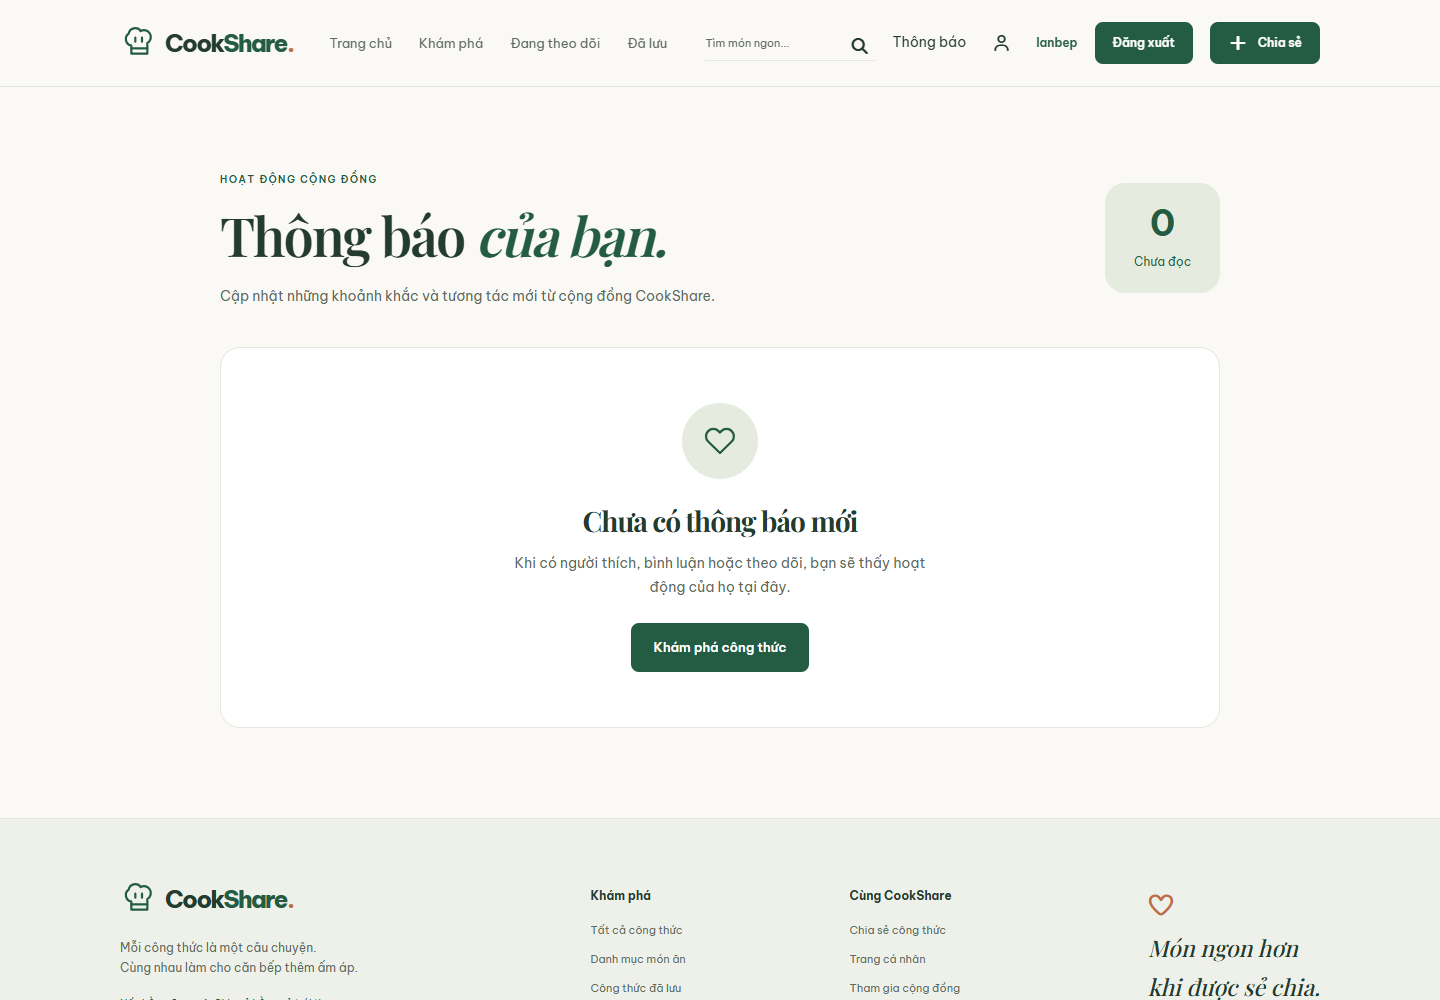 CookShare.
Trang chủ
Khám phá
Đang theo dõi
Đã lưu
Tìm món ngon...
Thông báo
lanbep
Đăng xuất
Chia sẻ
HOẠT ĐỘNG CỘNG ĐỒNG
Thông báo của bạn.
Cập nhật những khoảnh khắc và tương tác mới từ cộng đồng CookShare.
0
Chưa đọc
Chưa có thông báo mới
Khi có người thích, bình luận hoặc theo dõi, bạn sẽ thấy hoạt
động của họ tại đây.
Khám phá công thức
CookShare.
Mỗi công thức là một câu chuyện.
Cùng nhau làm cho căn bếp thêm ấm áp.
Khám phá
Tất cả công thức
Danh mục món ăn
Công thức đã lưu
Cùng CookShare
Chia sẻ công thức
Trang cá nhân
Tham gia cộng đồng
Món ngon hơn
khi được sẻ chia.